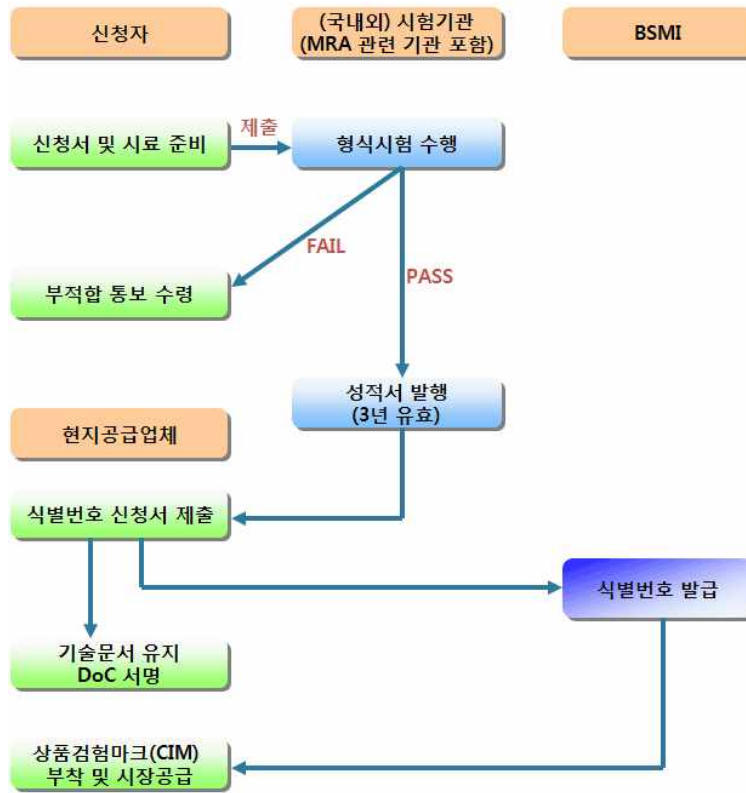 신청자
(국내외) 시험기관
(MRA 관련 기관 포함)
BSMI
신청서 및 시료 준비
제출
형식시험 수행
FAIL
PASS
부적합 통보 수령
성적서 발행
(3년 유효)
현지공급업체
식별번호 신청서 제출
식별번호 발급
기술문서 유지
DoC 서명
상품검험마크(CIM)
부착 및 시장공급